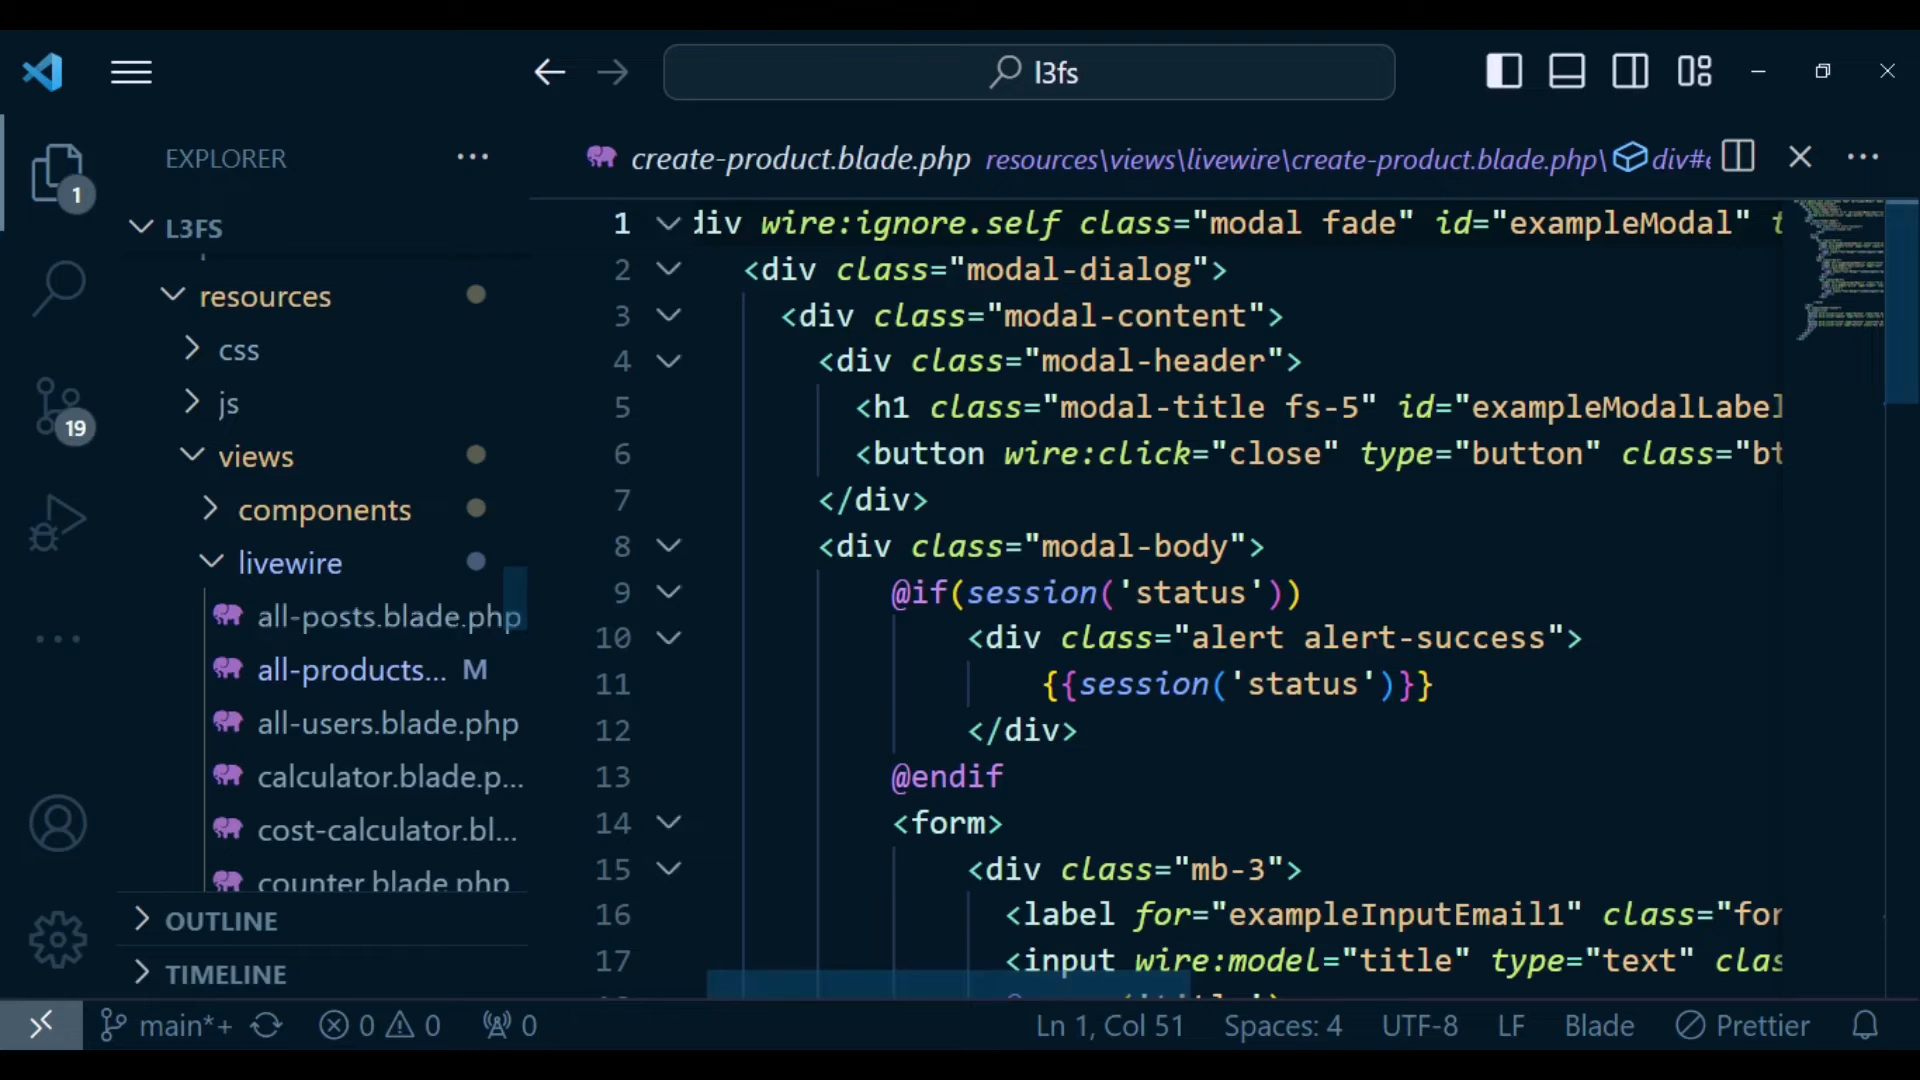 l3fs
EXPLORER
create-product.blade.php resources\views\livewire\create-product.blade.php\ div#e
1
L3FS
resources
css
js
19
views
components
livewire
all-posts.blade.php
all-products... M
all-users.blade.php
calculator.blade.p...
cost-calculator.bl...
counter.blade.php
OUTLINE
TIMELINE
1 div wire:ignore.self class="modal fade" id="exampleModal" t
2 <div class="modal-dialog">
3 <div class="modal-content">
4 <div class="modal-header">
5 <h1 class="modal-title fs-5" id="exampleModalLabel
6 <button wire:click="close" type="button" class="bt
7 </div>
8 <div class="modal-body">
9 @if(session('status'))
10 <div class="alert alert-success">
11 {{session('status')}}
12 </div>
13 @endif
14 <form>
15 <div class="mb-3">
16 <label for="exampleInputEmail1" class="for
17 <input wire:model="title" type="text" clas
main*+ 0 0 0 Ln 1, Col 51 Spaces: 4 UTF-8 LF Blade Prettier